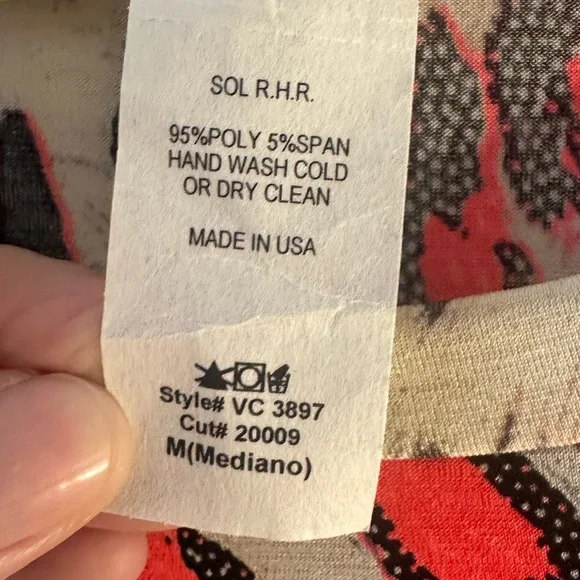 SOL R.H.R.
95%POLY 5%SPAN
HAND WASH COLD
OR DRY CLEAN
MADE IN USA
Style# VC 3897
Cut# 20009
M(Mediano)